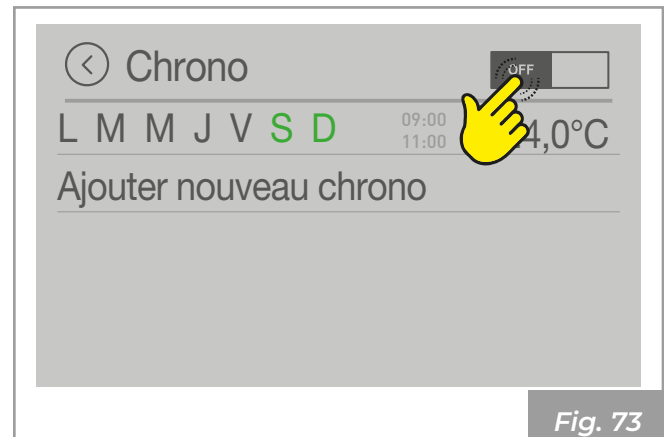 Chrono
OFF
L M M J V S D 09:00 11:00 4,0°C
Ajouter nouveau chrono
Fig. 73